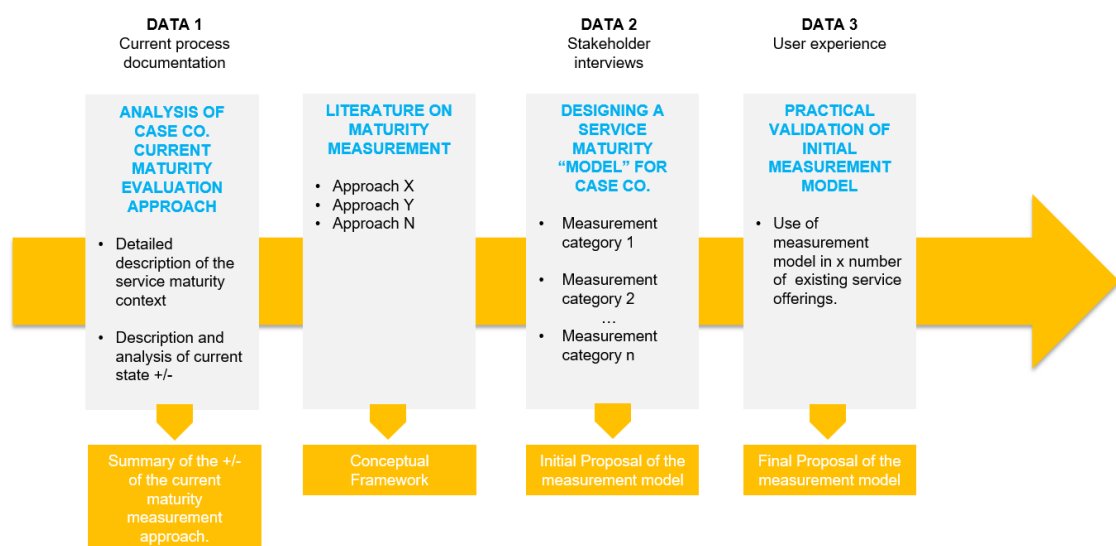 DATA 1
Current process
documentation
DATA 2
Stakeholder
interviews
DATA 3
User experience
ANALYSIS OF
CASE CO.
CURRENT
MATURITY
EVALUATION
APPROACH
• Detailed
description of the
service maturity
context
• Description and
analysis of current
state +/-
LITERATURE ON
MATURITY
MEASUREMENT
• Approach X
• Approach Y
• Approach N
DESIGNING A
SERVICE
MATURITY
“MODEL” FOR
CASE CO.
• Measurement
category 1
• Measurement
category 2
…
• Measurement
category n
PRACTICAL
VALIDATION OF
INITIAL
MEASUREMENT
MODEL
• Use of
measurement
model in x number
of existing service
offerings.
Summary of the +/-
of the current
maturity
measurement
approach.
Conceptual
Framework
Initial Proposal of the
measurement model
Final Proposal of the
measurement model